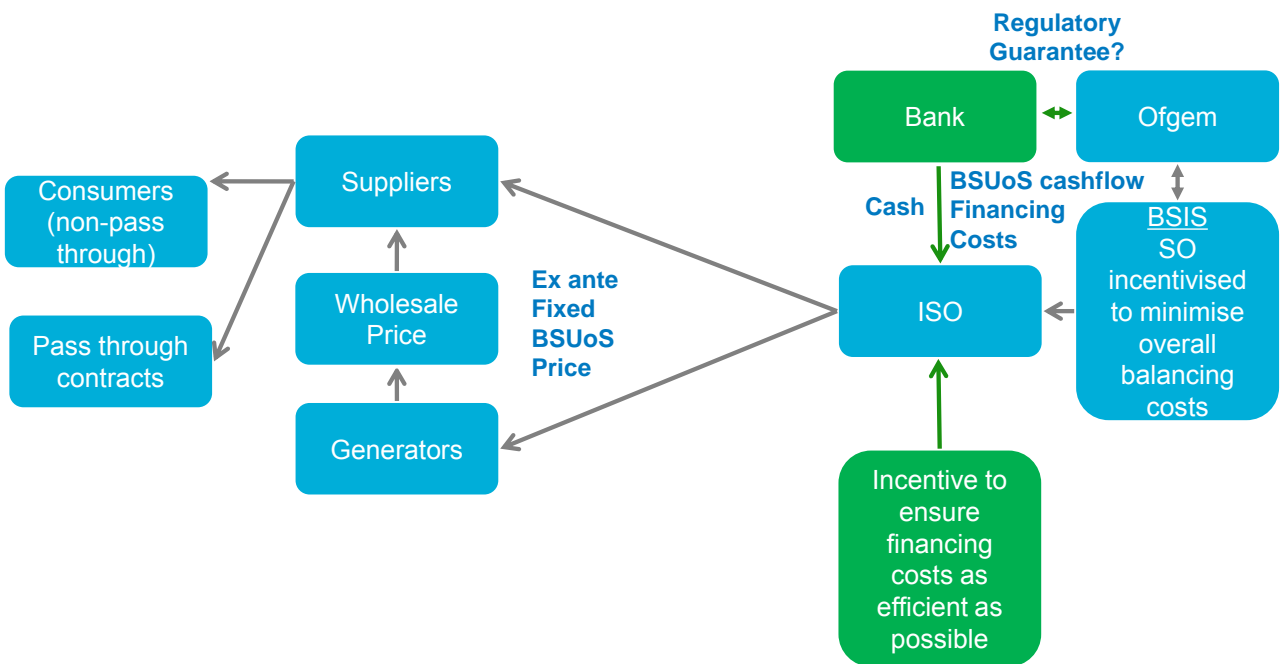 Regulatory
Guarantee?
Bank
Ofgem
Suppliers
Consumers
(non-pass
through)
Cash
BSUoS cashflow
Financing
Costs
BSIS
SO
incentivised
to minimise
overall
balancing
costs
Wholesale
Price
Ex ante
Fixed
BSUoS
Price
ISO
Pass through
contracts
Generators
Incentive to
ensure
financing
costs as
efficient as
possible